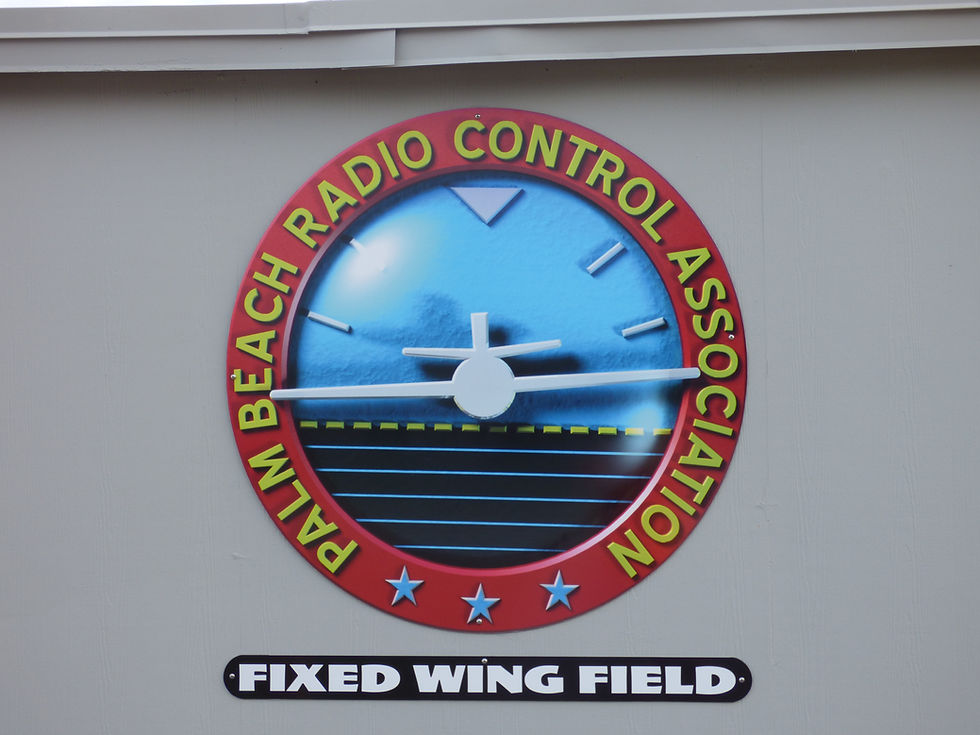 PALM BEACH RADIO CONTROL ASSOCIATION
FIXED WING FIELD